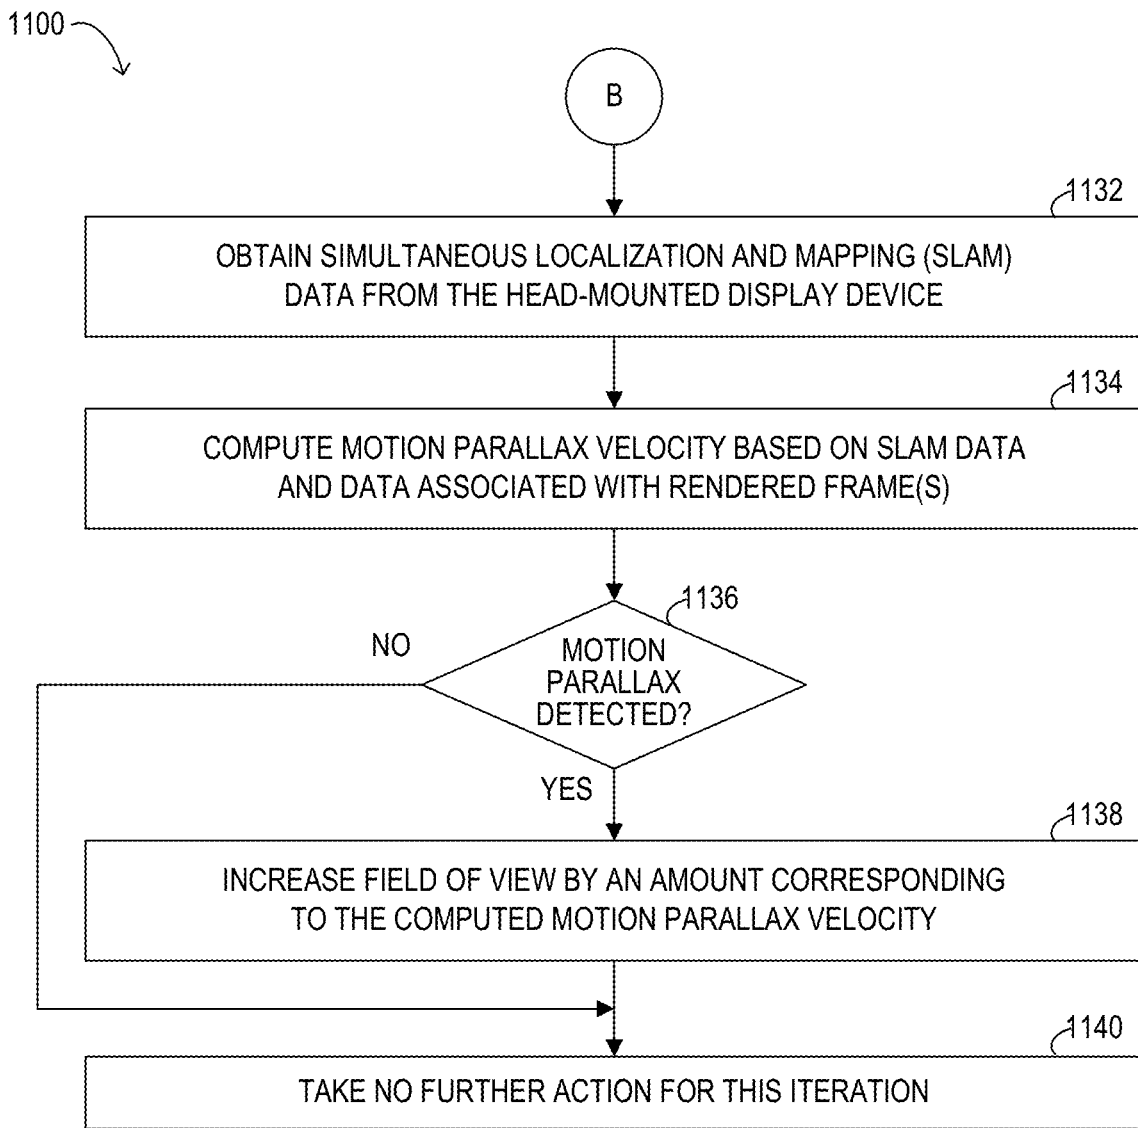 1100
B
1132
OBTAIN SIMULTANEOUS LOCALIZATION AND MAPPING (SLAM)
DATA FROM THE HEAD-MOUNTED DISPLAY DEVICE
1134
COMPUTE MOTION PARALLAX VELOCITY BASED ON SLAM DATA
AND DATA ASSOCIATED WITH RENDERED FRAME(S)
1136
NO
MOTION
PARALLAX
DETECTED?
YES
1138
INCREASE FIELD OF VIEW BY AN AMOUNT CORRESPONDING
TO THE COMPUTED MOTION PARALLAX VELOCITY
1140
TAKE NO FURTHER ACTION FOR THIS ITERATION